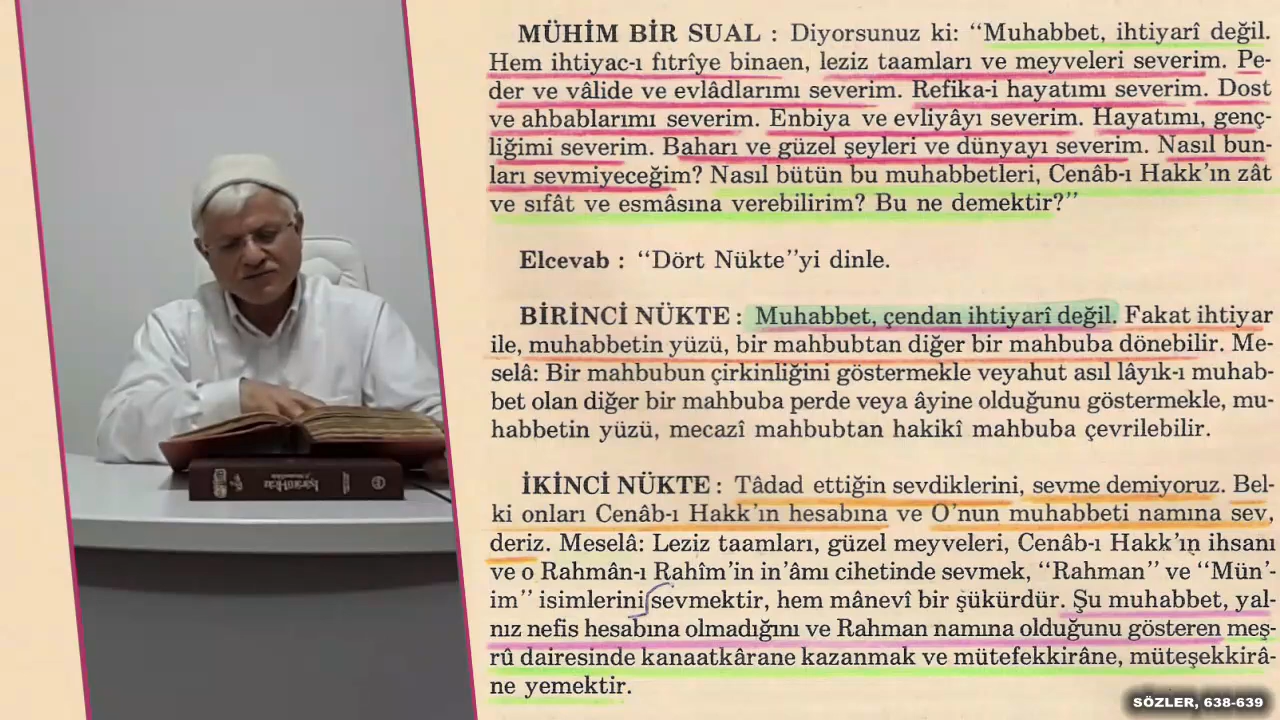 MÜHİM BİR SUAL : Diyorsunuz ki: “Muhabbet, ihtiyarî değil.
Hem ihtiyac-ı fıtrîye binaen, leziz taamları ve meyveleri severim. Pe-
der ve vâlide ve evlâdlarımı severim. Refika-i hayatımı severim. Dost
ve ahbablarımı severim. Enbiya ve evliyâyı severim. Hayatımı, genç-
liğimi severim. Baharı ve güzel şeyleri ve dünyayı severim. Nasıl bun-
ları sevmiyeceğim? Nasıl bütün bu muhabbetleri, Cenâb-ı Hakk’ın zât
ve sıfât ve esmâsına verebilirim? Bu ne demektir?”
Elcevab : “Dört Nükte”yi dinle.
BİRİNCİ NÜKTE : Muhabbet, çendan ihtiyarî değil. Fakat ihtiyar
ile, muhabbetin yüzü, bir mahbubtan diğer bir mahbuba dönebilir. Me-
selâ: Bir mahbubun çirkinliğini göstermekle veyahut asıl lâyık-ı muhab-
bet olan diğer bir mahbuba perde veya âyine olduğunu göstermekle, mu-
habbetin yüzü, mecazî mahbubtan hakikî mahbuba çevrilebilir.
İKİNCİ NÜKTE : Tâdad ettiğin sevdiklerini, sevme demiyoruz. Bel-
ki onları Cenâb-ı Hakk’ın hesabına ve O’nun muhabbeti namına sev,
deriz. Meselâ: Leziz taamları, güzel meyveleri, Cenâb-ı Hakk’ın ihsanı
ve o Rahmân-ı Rahîm’in in’âmı cihetinde sevmek, “Rahman” ve “Mün’-
im” isimlerini sevmektir, hem mânevî bir şükürdür. Şu muhabbet, yal-
nız nefis hesabına olmadığını ve Rahman namına olduğunu gösteren meş-
rû dairesinde kanaatkârane kazanmak ve mütefekkirâne, müteşekkirâ-
ne yemektir.
SÖZLER, 638-639